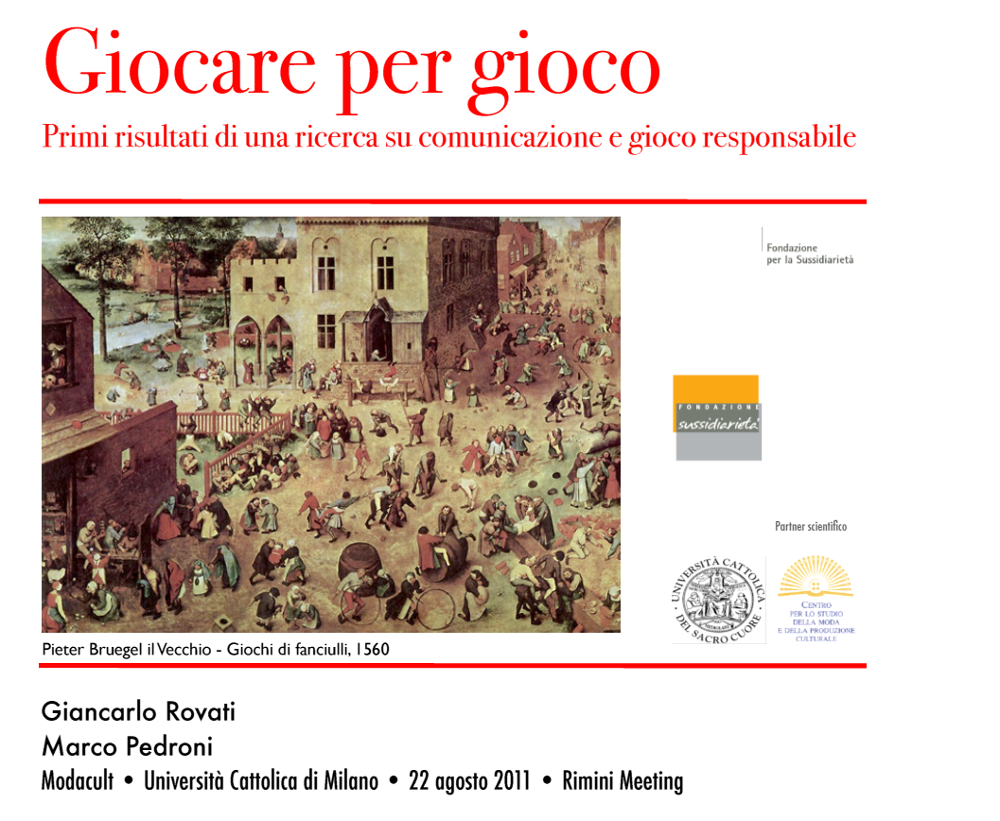 Giocare per gioco
Primi risultati di una ricerca su comunicazione e gioco responsabile
Fondazione
per la Sussidiarietà
FONDAZIONE
sussidiarietà
Partner scientifico
UNIVERSITÀ CATTOLICA
DEL SACRO CUORE
CENTRO
PER LO STUDIO
DELLA MODA
E DELLA PRODUZIONE
CULTURALE
Pieter Bruegel il Vecchio - Giochi di fanciulli, 1560
Giancarlo Rovati
Marco Pedroni
Modacult • Università Cattolica di Milano • 22 agosto 2011 • Rimini Meeting